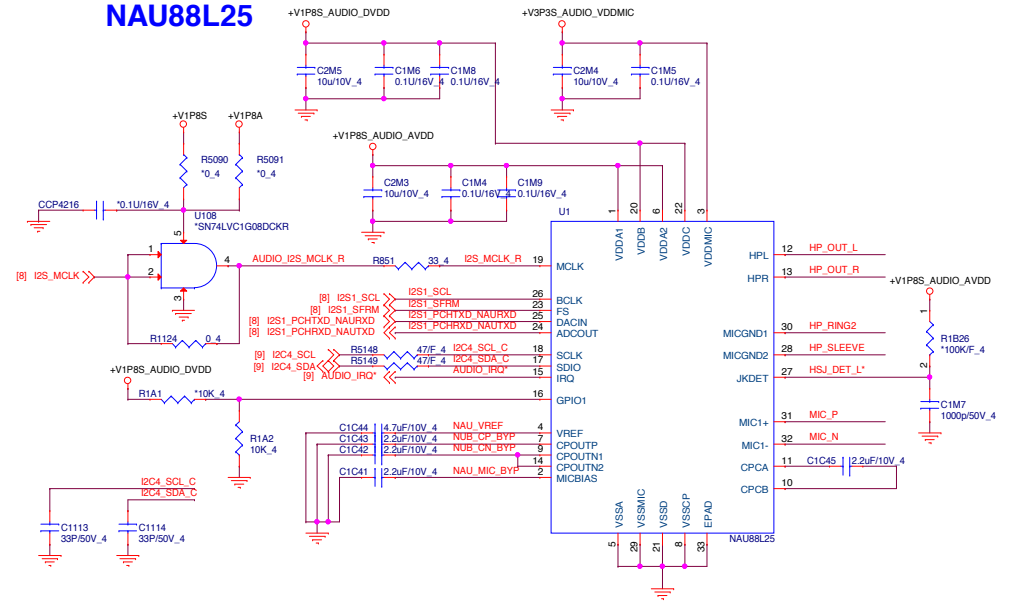 NAU88L25
+V1P8S_AUDIO_DVDD
+V3P3S_AUDIO_VDDMIC
C2M5
10u/10V_4
C1M6
0.1U/16V_4
C1M8
0.1U/16V_4
C2M4
10u/10V_4
C1M5
0.1U/16V_4
+V1P8S
+V1P8A
+V1P8S_AUDIO_AVDD
R5090
*0_4
R5091
*0_4
C2M3
10u/10V_4
C1M4
0.1U/16V_4
C1M9
0.1U/16V_4
CCP4216
*0.1U/16V_4
U108
*SN74LVC1G08DCKR
5
1
2
4
3
[8] I2S_MCLK
AUDIO_I2S_MCLK_R
R851
33_4
I2S_MCLK_R
R1124
0_4
U1
1
20
6
22
3
VDDA1
VDDB
VDDA2
VDDC
VDDMIC
19
MCLK
[8] I2S1_SCL
I2S1_SCL
26
BCLK
[8] I2S1_SFRM
I2S1_SFRM
23
FS
[8] I2S1_PCHTXD_NAURXD
I2S1_PCHTXD_NAURXD
25
DACIN
[8] I2S1_PCHRXD_NAUTXD
I2S1_PCHRXD_NAUTXD
24
ADCOUT
[9] I2C4_SCL
R5148
47/F_4
I2C4_SCL_C
18
SCLK
[9] I2C4_SDA
R5149
47/F_4
I2C4_SDA_C
17
SDIO
[9] AUDIO_IRQ*
AUDIO_IRQ*
15
IRQ
+V1P8S_AUDIO_DVDD
R1A1
*10K_4
16
GPIO1
R1A2
10K_4
C1C44
4.7uF/10V_4
NAU_VREF
4
VREF
C1C43
2.2uF/10V_4
NUB_CP_BYP
7
CPOUTP
C1C42
2.2uF/10V_4
NUB_CN_BYP
9
CPOUTN1
14
CPOUTN2
C1C41
2.2uF/10V_4
NAU_MIC_BYP
2
MICBIAS
HPL
12
HP_OUT_L
HPR
13
HP_OUT_R
+V1P8S_AUDIO_AVDD
MICGND1
30
HP_RING2
1
R1B26
*100K/F_4
2
MICGND2
28
HP_SLEEVE
JKDET
27
HSJ_DET_L*
C1M7
1000p/50V_4
MIC1+
31
MIC_P
MIC1-
32
MIC_N
CPCA
11
C1C45
2.2uF/10V_4
CPCB
10
VSSA
VSSMIC
VSSD
VSSCP
EPAD
5
29
21
8
33
NAU88L25
I2C4_SCL_C
I2C4_SDA_C
C1113
33P/50V_4
C1114
33P/50V_4